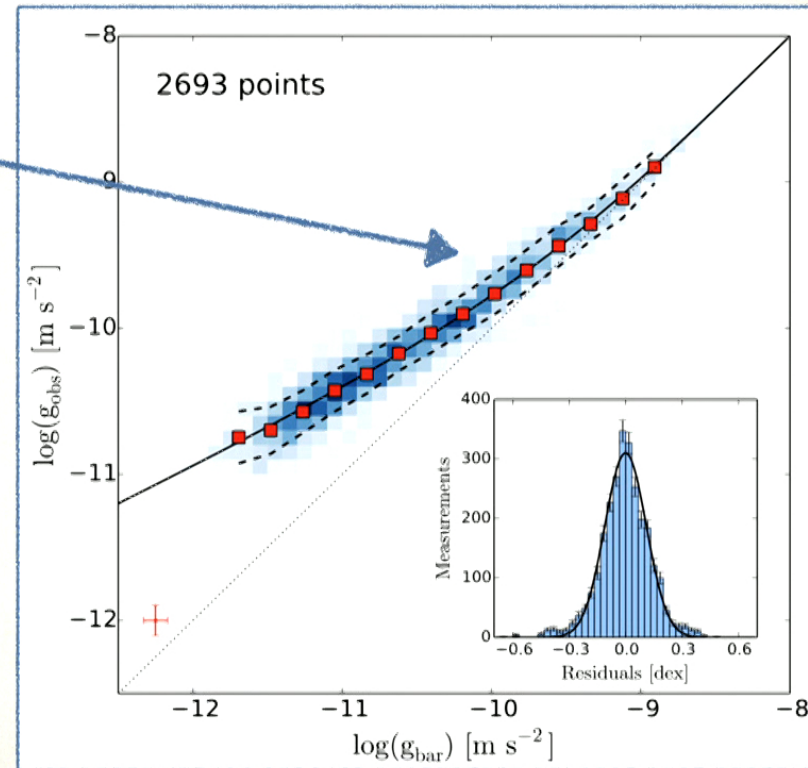 2693 points
−8
−9
−10
−11
−12
log(g_obs) [m s⁻²]
−12 −11 −10 −9 −8
log(g_bar) [m s⁻²]
400
300
200
100
0
Measurements
−0.6 −0.3 0.0 0.3 0.6
Residuals [dex]